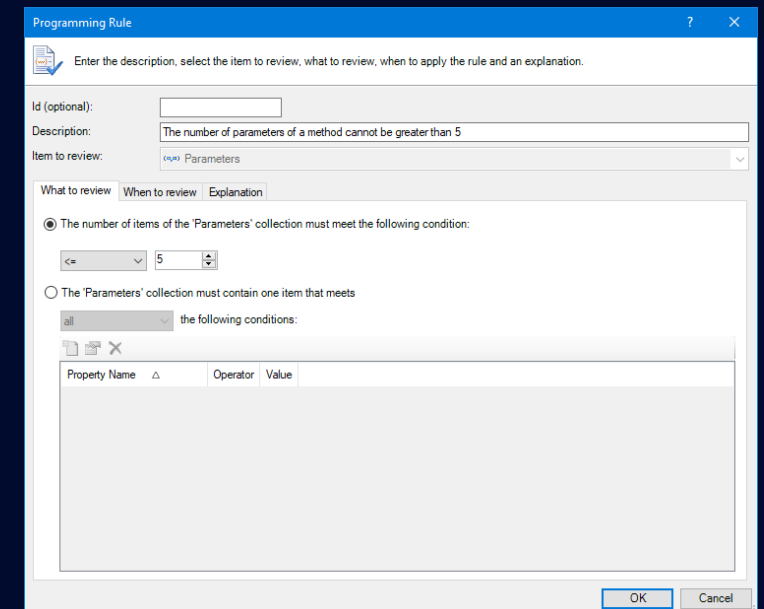 Programming Rule ? ×
Enter the description, select the item to review, what to review, when to apply the rule and an explanation.
Id (optional):
Description: The number of parameters of a method cannot be greater than 5
Item to review: Parameters
What to review When to review Explanation
The number of items of the 'Parameters' collection must meet the following condition:
<= 5
The 'Parameters' collection must contain one item that meets
all the following conditions:
Property Name Operator Value
OK Cancel